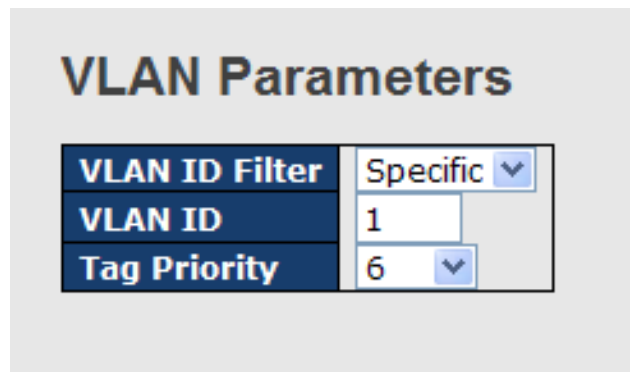 VLAN Parameters
VLAN ID Filter Specific
VLAN ID 1
Tag Priority 6